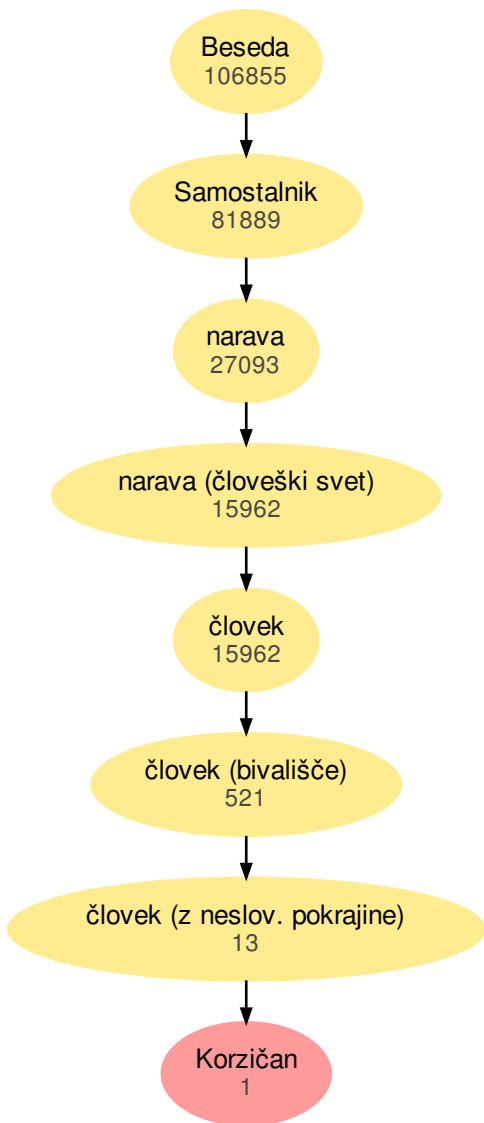 Beseda
106855
Samostalnik
81889
narava
27093
narava (človeški svet)
15962
človek
15962
človek (bivališče)
521
človek (z neslov. pokrajine)
13
Korzičan
1